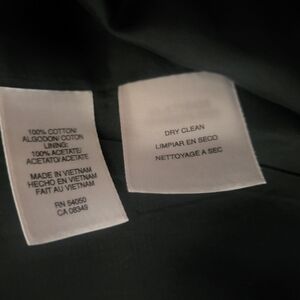 100% COTTON/
ALGODON/COTON
LINING:
100% ACETATE/
ACETATO/ACETATE
MADE IN VIETNAM
HECHO EN VIETNAM
FAIT AU VIETNAM
RN 54050
CA 08349
DRY CLEAN
LIMPIAR EN SECO
NETTOYAGE A SEC